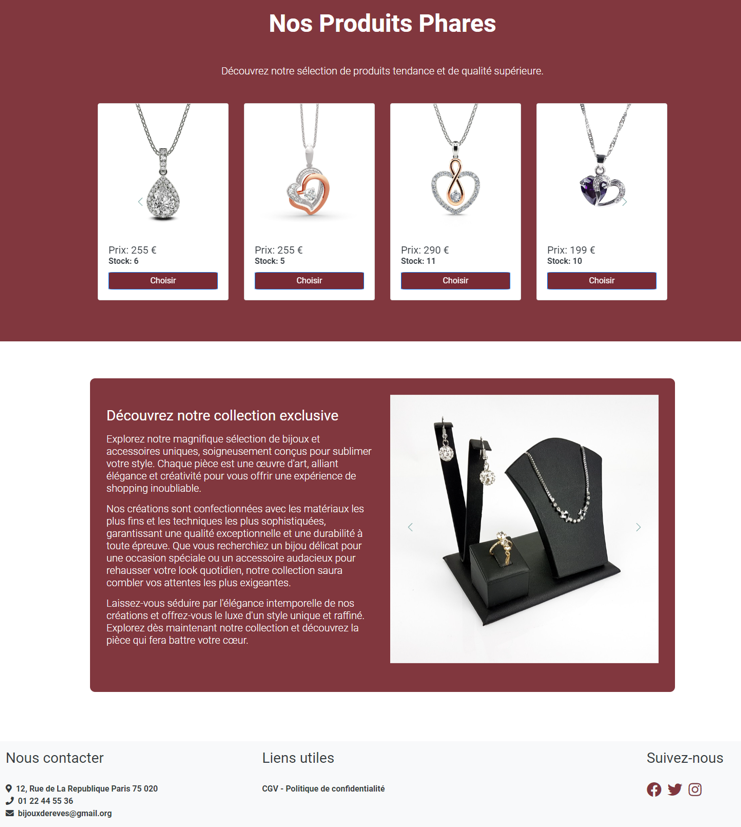 Nos Produits Phares
Découvrez notre sélection de produits tendance et de qualité supérieure.
Prix: 255 €
Stock: 6
Choisir
Prix: 255 €
Stock: 5
Choisir
Prix: 290 €
Stock: 11
Choisir
Prix: 199 €
Stock: 10
Choisir
Découvrez notre collection exclusive
Explorez notre magnifique sélection de bijoux et
accessoires uniques, soigneusement conçus pour sublimer
votre style. Chaque pièce est une œuvre d'art, alliant
élégance et créativité pour vous offrir une expérience de
shopping inoubliable.
Nos créations sont confectionnées avec les matériaux les
plus fins et les techniques les plus sophistiquées,
garantissant une qualité exceptionnelle et une durabilité à
toute épreuve. Que vous recherchiez un bijou délicat pour
une occasion spéciale ou un accessoire audacieux pour
rehausser votre look quotidien, notre collection saura
combler vos attentes les plus exigeantes.
Laissez-vous séduire par l'élégance intemporelle de nos
créations et offrez-vous le luxe d'un style unique et raffiné.
Explorez dès maintenant notre collection et découvrez la
pièce qui fera battre votre cœur.
Nous contacter
12, Rue de La Republique Paris 75 020
01 22 44 55 36
bijouxdereves@gmail.org
Liens utiles
CGV - Politique de confidentialité
Suivez-nous